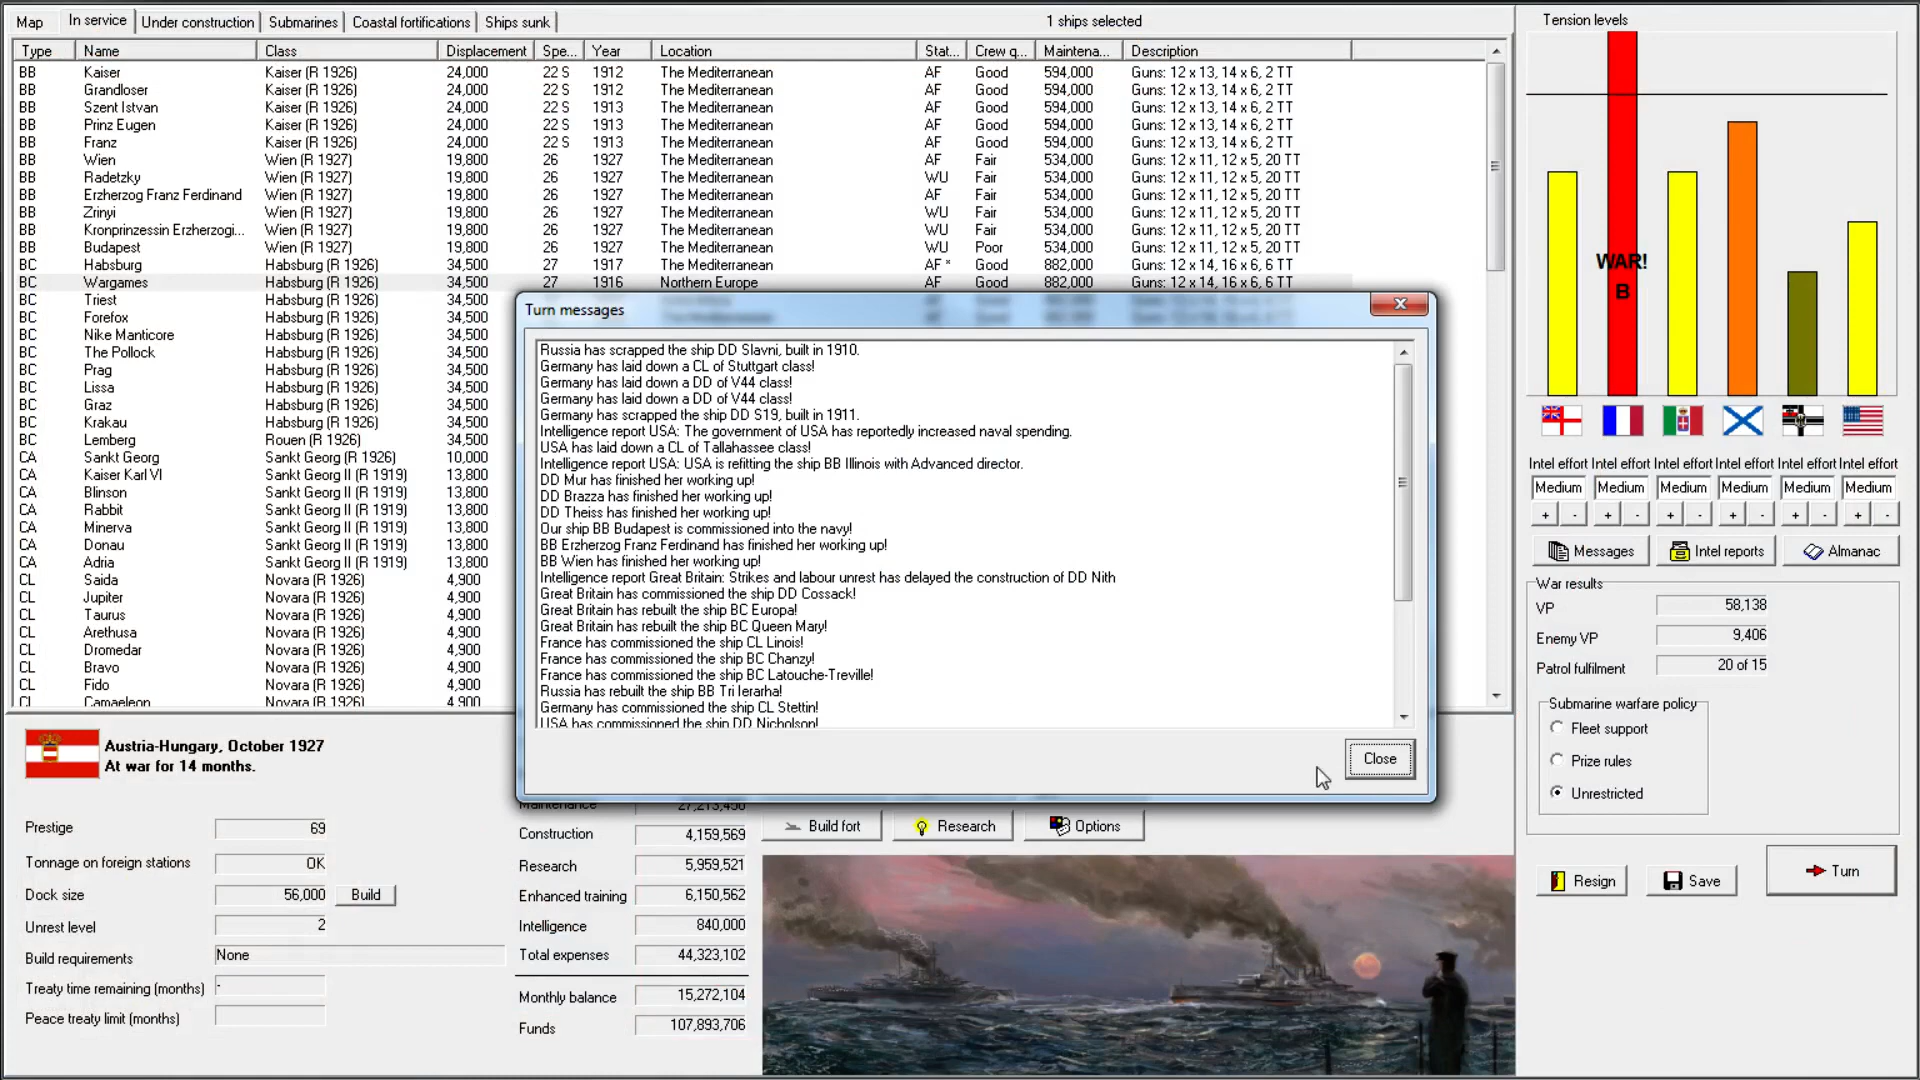 Map In service Under construction Submarines Coastal fortifications Ships sunk 1 ships selected
Type Name Class Displacement Spe... Year Location Stat... Crew q... Maintena... Description
BB Kaiser Kaiser (R 1926) 24,000 22 S 1912 The Mediterranean AF Good 594,000 Guns: 12 x 13, 14 x 6, 2 TT
BB Grandloser Kaiser (R 1926) 24,000 22 S 1912 The Mediterranean AF Good 594,000 Guns: 12 x 13, 14 x 6, 2 TT
BB Szent Istvan Kaiser (R 1926) 24,000 22 S 1913 The Mediterranean AF Good 594,000 Guns: 12 x 13, 14 x 6, 2 TT
BB Prinz Eugen Kaiser (R 1926) 24,000 22 S 1913 The Mediterranean AF Good 594,000 Guns: 12 x 13, 14 x 6, 2 TT
BB Franz Kaiser (R 1926) 24,000 22 S 1913 The Mediterranean AF Good 594,000 Guns: 12 x 13, 14 x 6, 2 TT
BB Wien Wien (R 1927) 19,800 26 1927 The Mediterranean AF Fair 534,000 Guns: 12 x 11, 12 x 5, 20 TT
BB Radetzky Wien (R 1927) 19,800 26 1927 The Mediterranean WU Fair 534,000 Guns: 12 x 11, 12 x 5, 20 TT
BB Erzherzog Franz Ferdinand Wien (R 1927) 19,800 26 1927 The Mediterranean AF Fair 534,000 Guns: 12 x 11, 12 x 5, 20 TT
BB Zrinyi Wien (R 1927) 19,800 26 1927 The Mediterranean WU Fair 534,000 Guns: 12 x 11, 12 x 5, 20 TT
BB Kronprinzessin Erzherzogi... Wien (R 1927) 19,800 26 1927 The Mediterranean WU Fair 534,000 Guns: 12 x 11, 12 x 5, 20 TT
BB Budapest Wien (R 1927) 19,800 26 1927 The Mediterranean WU Poor 534,000 Guns: 12 x 11, 12 x 5, 20 TT
BC Habsburg Habsburg (R 1926) 34,500 27 1917 The Mediterranean AF * Good 882,000 Guns: 12 x 14, 16 x 6, 6 TT
BC Wargames Habsburg (R 1926) 34,500 27 1916 Northern Europe AF Good 882,000 Guns: 12 x 14, 16 x 6, 6 TT
BC Triest Habsburg (R 1926) 34,500
BC Forefox Habsburg (R 1926) 34,500
BC Nike Manticore Habsburg (R 1926) 34,500
BC The Pollock Habsburg (R 1926) 34,500
BC Prag Habsburg (R 1926) 34,500
BC Lissa Habsburg (R 1926) 34,500
BC Graz Habsburg (R 1926) 34,500
BC Krakau Habsburg (R 1926) 34,500
BC Lemberg Rouen (R 1926) 34,500
CA Sankt Georg Sankt Georg (R 1926) 10,000
CA Kaiser Karl VI Sankt Georg II (R 1919) 13,800
CA Blinson Sankt Georg II (R 1919) 13,800
CA Rabbit Sankt Georg II (R 1919) 13,800
CA Minerva Sankt Georg II (R 1919) 13,800
CA Donau Sankt Georg II (R 1919) 13,800
CA Adria Sankt Georg II (R 1919) 13,800
CL Saida Novara (R 1926) 4,900
CL Jupiter Novara (R 1926) 4,900
CL Taurus Novara (R 1926) 4,900
CL Arethusa Novara (R 1926) 4,900
CL Dromedar Novara (R 1926) 4,900
CL Bravo Novara (R 1926) 4,900
CL Fido Novara (R 1926) 4,900
CL Camaeleon Novara (R 1926) 4,900
Turn messages
Russia has scrapped the ship DD Slavni, built in 1910.
Germany has laid down a CL of Stuttgart class!
Germany has laid down a DD of V44 class!
Germany has laid down a DD of V44 class!
Germany has scrapped the ship DD S19, built in 1911.
Intelligence report USA: The government of USA has reportedly increased naval spending.
USA has laid down a CL of Tallahassee class!
Intelligence report USA: USA is refitting the ship BB Illinois with Advanced director.
DD Mur has finished her working up!
DD Brazza has finished her working up!
DD Theiss has finished her working up!
Our ship BB Budapest is commissioned into the navy!
BB Erzherzog Franz Ferdinand has finished her working up!
BB Wien has finished her working up!
Intelligence report Great Britain: Strikes and labour unrest has delayed the construction of DD Nith
Great Britain has commissioned the ship DD Cossack!
Great Britain has rebuilt the ship BC Europa!
Great Britain has rebuilt the ship BC Queen Mary!
France has commissioned the ship CL Linois!
France has commissioned the ship BC Chanzy!
France has commissioned the ship BC Latouche-Treville!
Russia has rebuilt the ship BB Tri Ierarha!
Germany has commissioned the ship CL Stettin!
USA has commissioned the ship DD Nicholson!
Close
Tension levels
WAR!
B
Intel effort Intel effort Intel effort Intel effort Intel effort Intel effort
Medium Medium Medium Medium Medium Medium
+ - + - + - + - + - + -
Messages Intel reports Almanac
War results
VP 58,138
Enemy VP 9,406
Patrol fulfilment 20 of 15
Submarine warfare policy
Fleet support
Prize rules
Unrestricted
Resign Save Turn
Austria-Hungary, October 1927
At war for 14 months.
Prestige 69
Tonnage on foreign stations OK
Dock size 56,000 Build
Unrest level 2
Build requirements None
Treaty time remaining (months) -
Peace treaty limit (months)
Maintenance 27,213,450
Construction 4,159,569
Research 5,959,521
Enhanced training 6,150,562
Intelligence 840,000
Total expenses 44,323,102
Monthly balance 15,272,104
Funds 107,893,706
Build fort Research Options